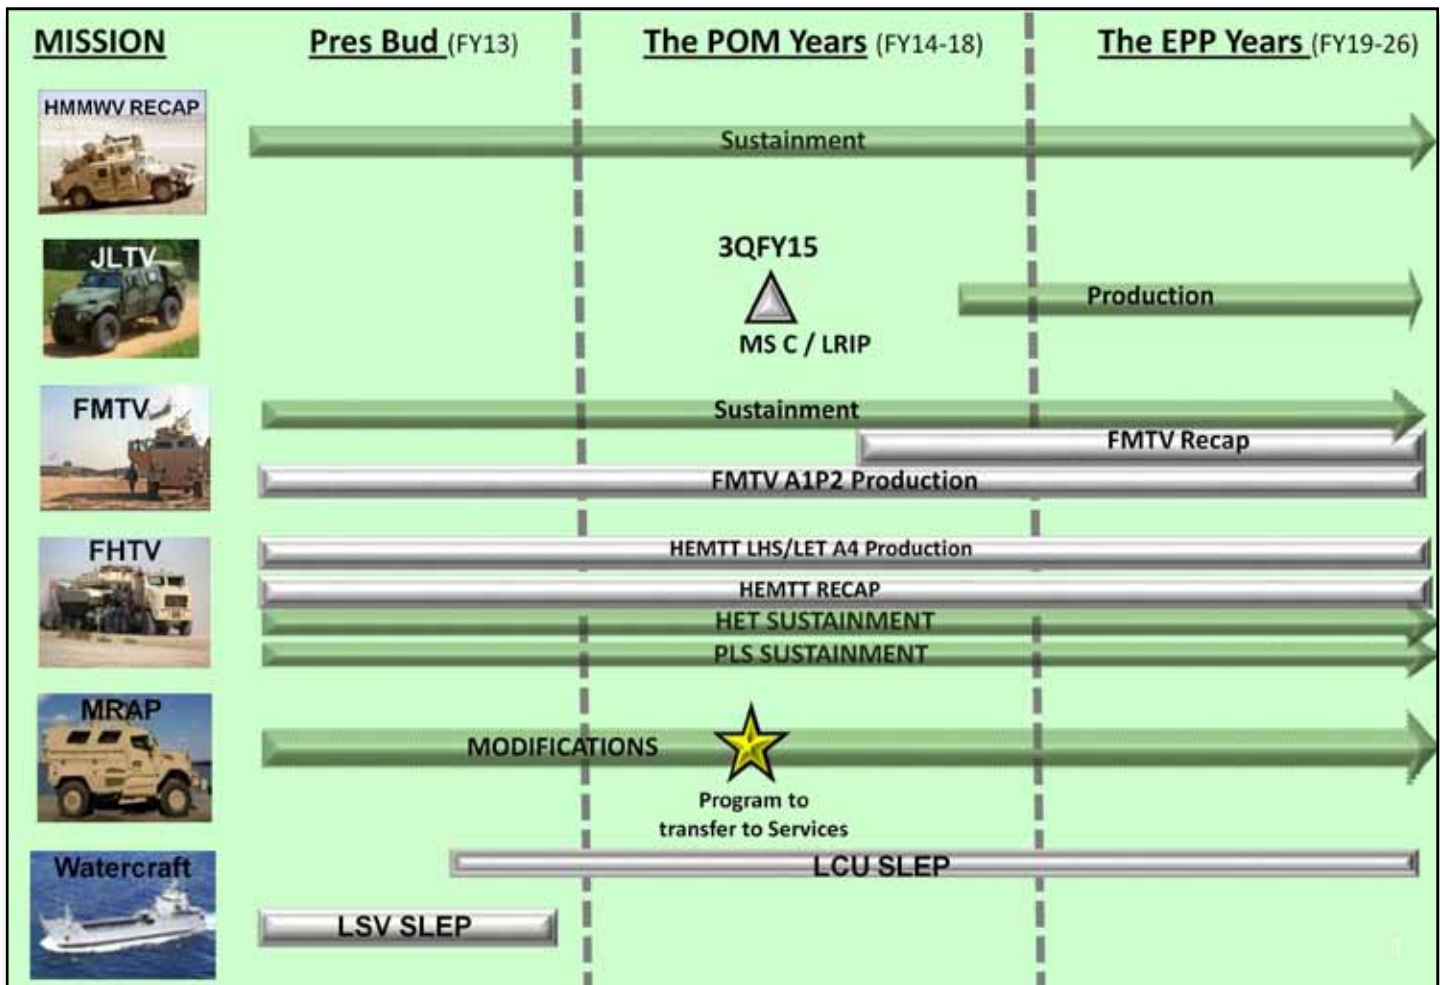 MISSION
Pres Bud (FY13)
The POM Years (FY14-18)
The EPP Years (FY19-26)
HMMWV RECAP
Sustainment
JLTV
3QFY15
MS C / LRIP
Production
FMTV
Sustainment
FMTV Recap
FMTV A1P2 Production
FHTV
HEMTT LHS/LET A4 Production
HEMTT RECAP
HET SUSTAINMENT
PLS SUSTAINMENT
MRAP
MODIFICATIONS
Program to
transfer to Services
Watercraft
LCU SLEP
LSV SLEP